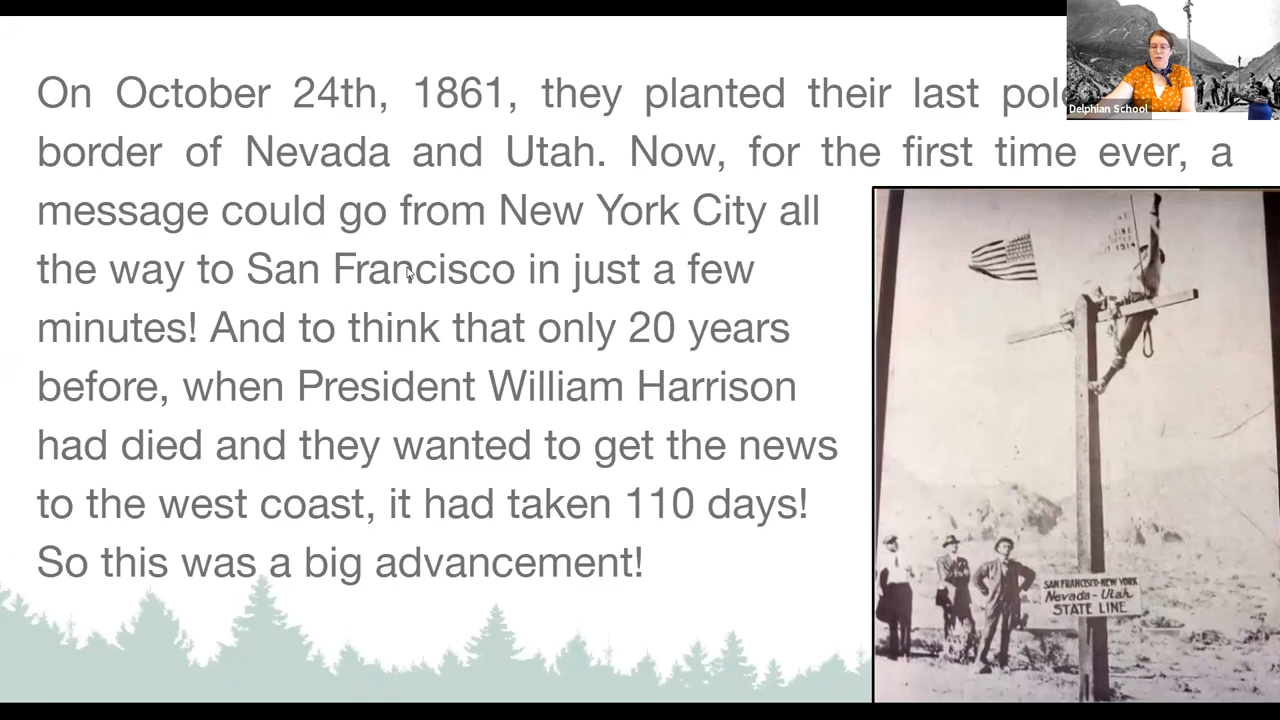 On October 24th, 1861, they planted their last
border of Nevada and Utah. Now, for the first time ever, a
message could go from New York City all
the way to San Francisco in just a few
minutes! And to think that only 20 years
before, when President William Harrison
had died and they wanted to get the news
to the west coast, it had taken 110 days!
So this was a big advancement!
Delphian School
LINE
1914
SAN FRANCISCO-NEW YORK
Nevada-Utah
STATE LINE